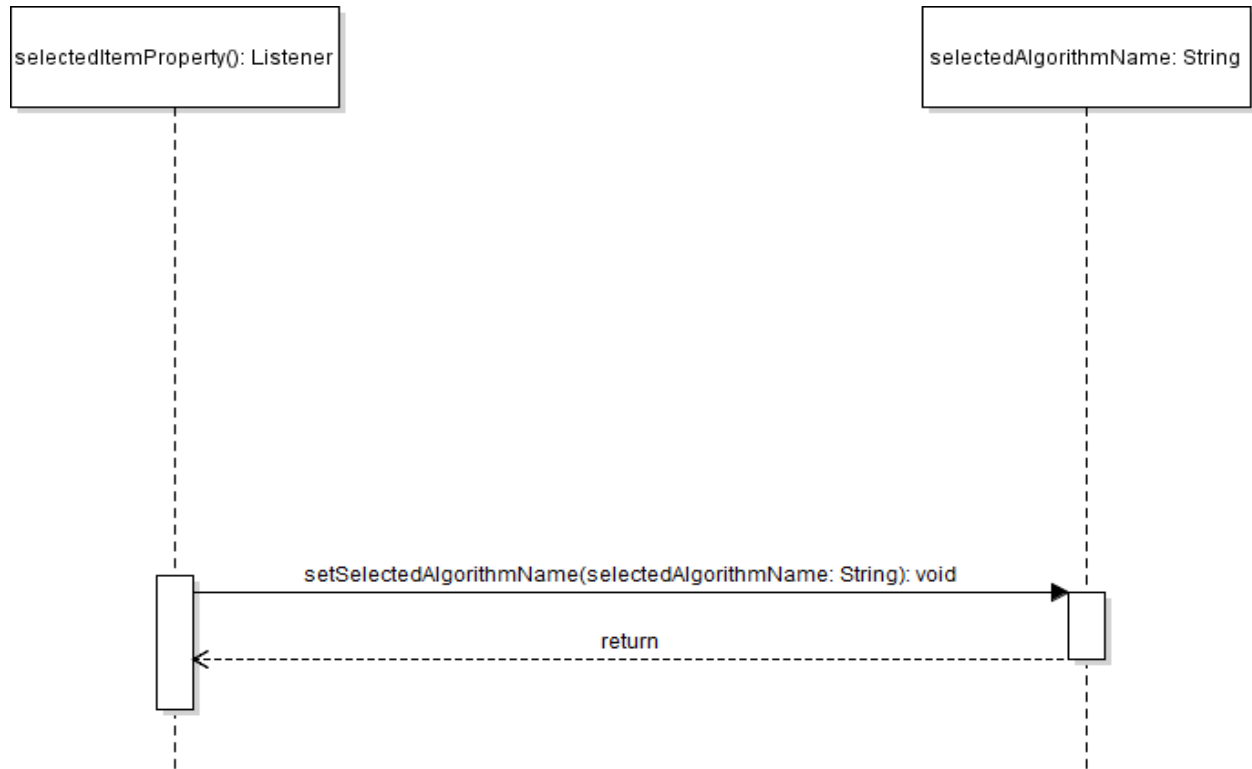 selectedItemProperty(): Listener
selectedAlgorithmName: String
setSelectedAlgorithmName(selectedAlgorithmName: String): void
return